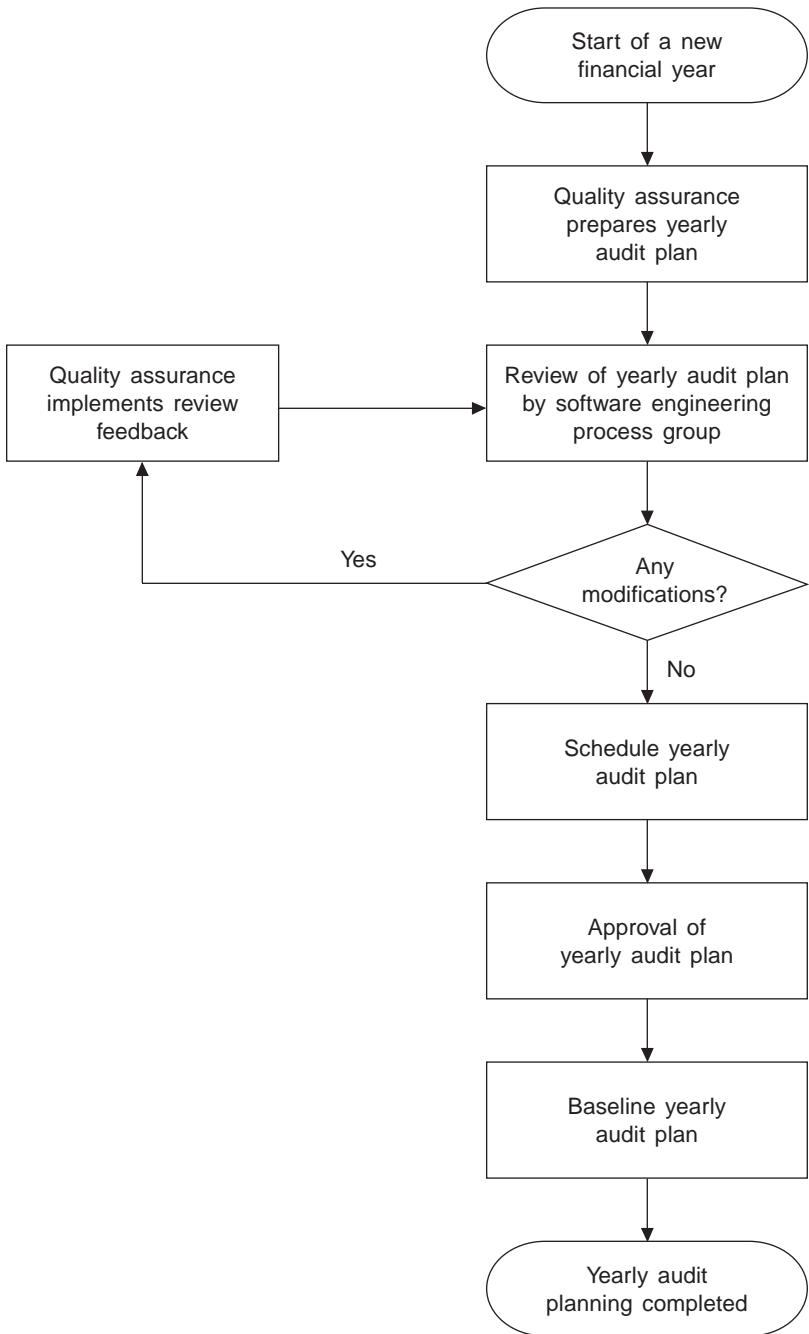 Start of a new
financial year
Quality assurance
prepares yearly
audit plan
Quality assurance
implements review
feedback
Review of yearly audit plan
by software engineering
process group
Yes
Any
modifications?
No
Schedule yearly
audit plan
Approval of
yearly audit plan
Baseline yearly
audit plan
Yearly audit
planning completed